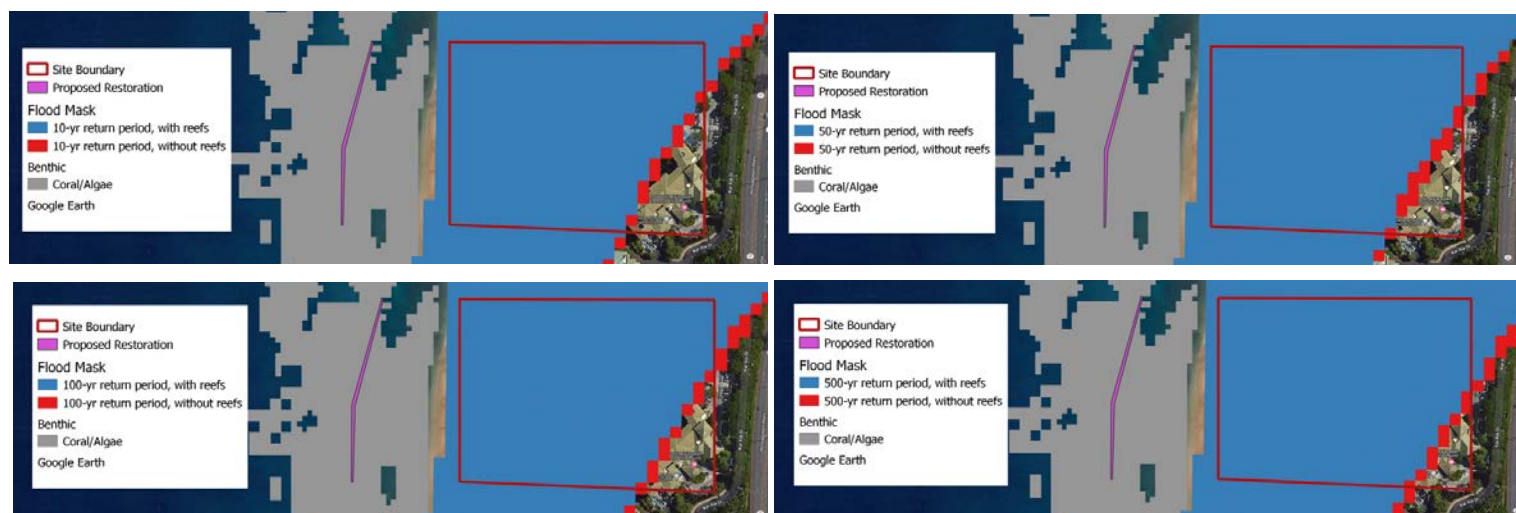 Site Boundary
Proposed Restoration
Flood Mask
10-yr return period, with reefs
10-yr return period, without reefs
Benthic
Coral/Algae
Google Earth
Site Boundary
Proposed Restoration
Flood Mask
50-yr return period, with reefs
50-yr return period, without reefs
Benthic
Coral/Algae
Google Earth
Site Boundary
Proposed Restoration
Flood Mask
100-yr return period, with reefs
100-yr return period, without reefs
Benthic
Coral/Algae
Google Earth
Site Boundary
Proposed Restoration
Flood Mask
500-yr return period, with reefs
500-yr return period, without reefs
Benthic
Coral/Algae
Google Earth